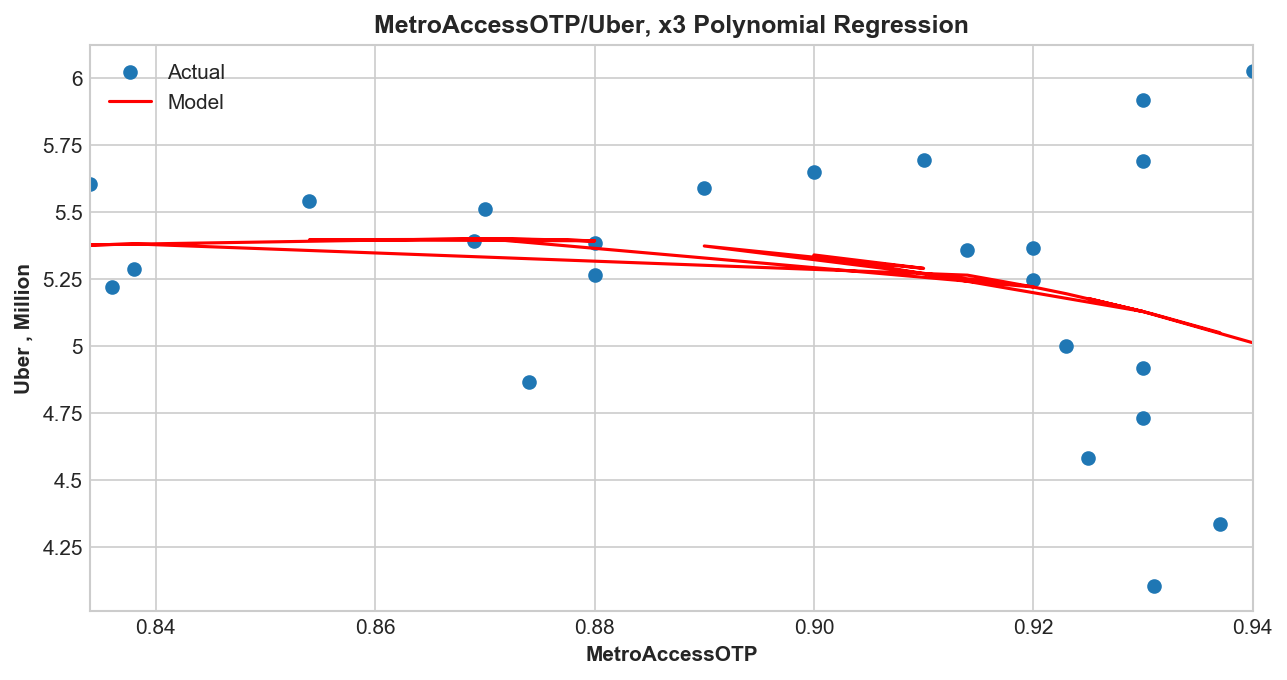 MetroAccessOTP/Uber, x3 Polynomial Regression
Actual
Model
6
5.75
5.5
5.25
5
4.75
4.5
4.25
Uber , Million
0.84
0.86
0.88
0.90
0.92
0.94
MetroAccessOTP